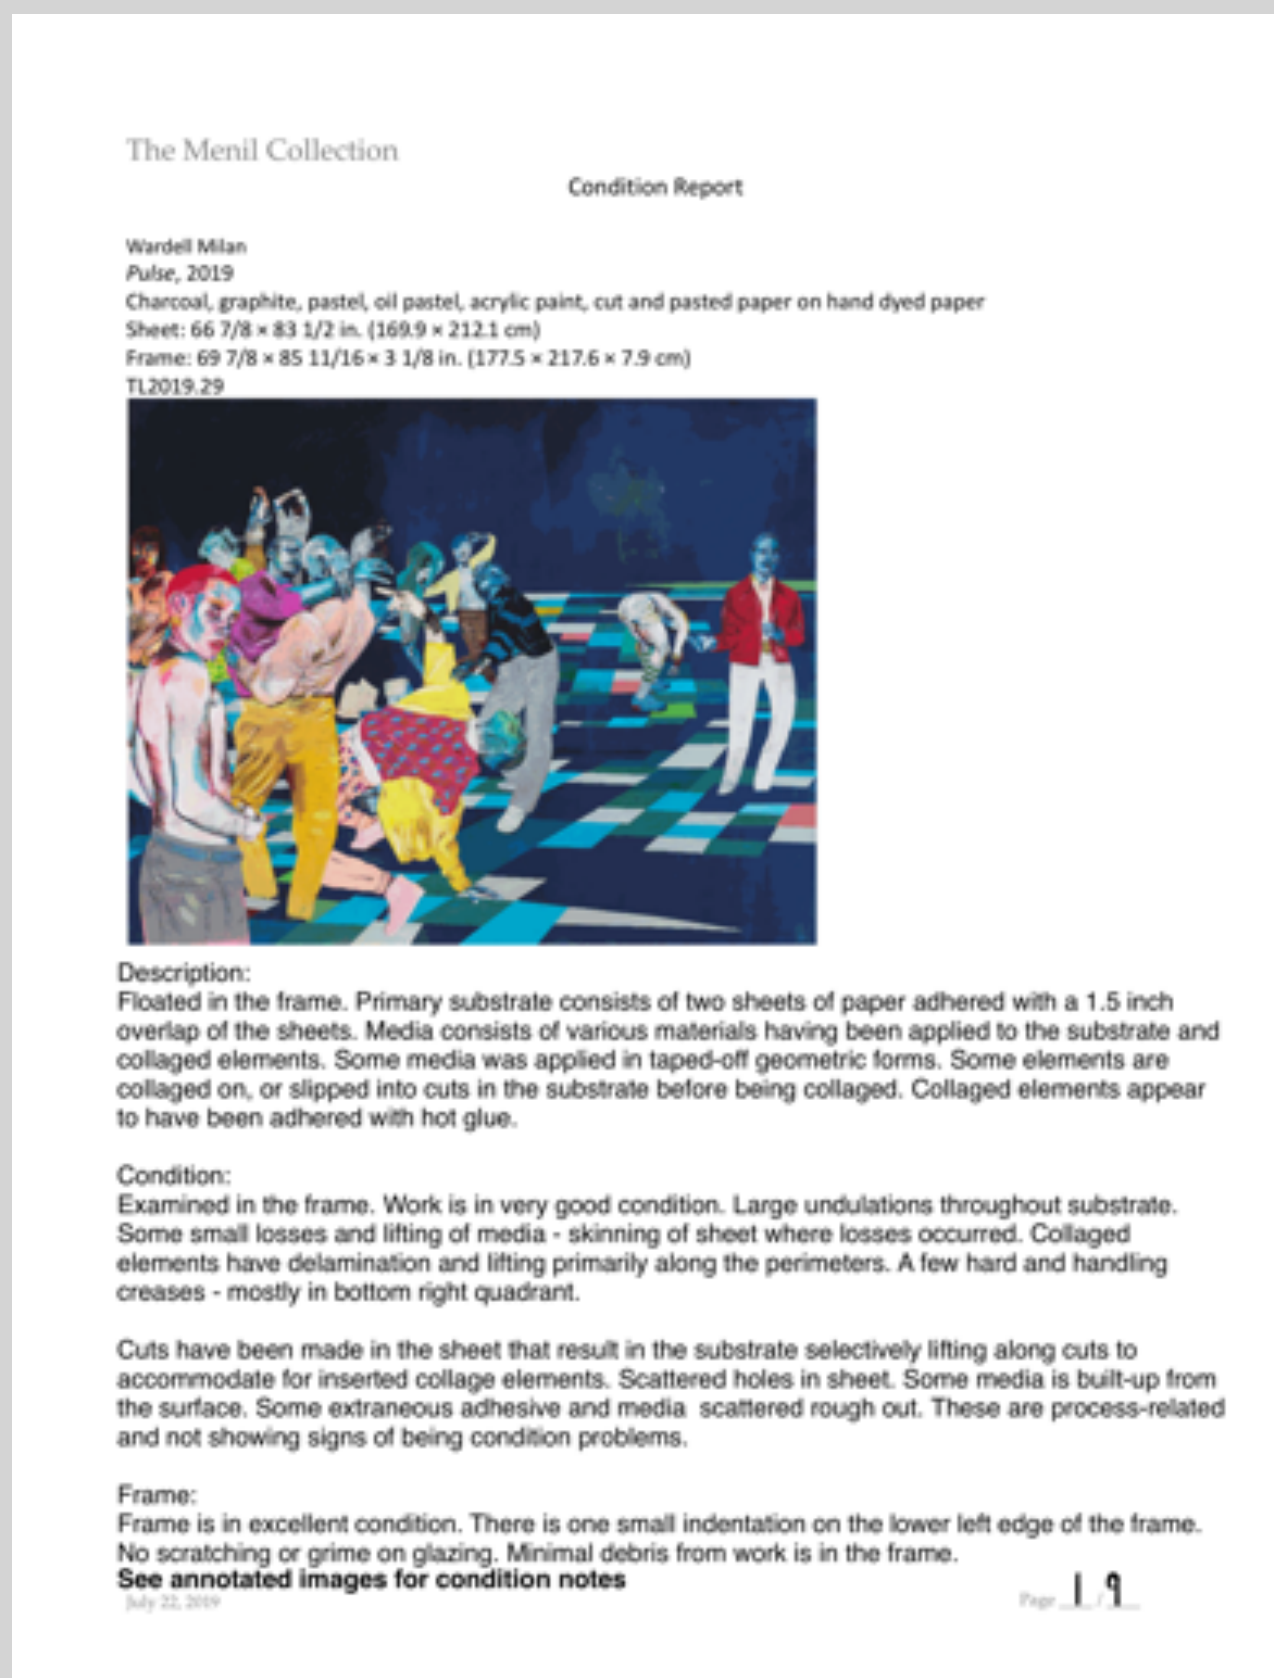 The Menil Collection
Condition Report
Wardell Milan
Pulse, 2019
Charcoal, graphite, pastel, oil pastel, acrylic paint, cut and pasted paper on hand dyed paper
Sheet: 66 7/8 × 83 1/2 in. (169.9 × 212.1 cm)
Frame: 69 7/8 × 85 11/16 × 3 1/8 in. (177.5 × 217.6 × 7.9 cm)
TL2019.29
Description:
Floated in the frame. Primary substrate consists of two sheets of paper adhered with a 1.5 inch
overlap of the sheets. Media consists of various materials having been applied to the substrate and
collaged elements. Some media was applied in taped-off geometric forms. Some elements are
collaged on, or slipped into cuts in the substrate before being collaged. Collaged elements appear
to have been adhered with hot glue.
Condition:
Examined in the frame. Work is in very good condition. Large undulations throughout substrate.
Some small losses and lifting of media - skinning of sheet where losses occurred. Collaged
elements have delamination and lifting primarily along the perimeters. A few hard and handling
creases - mostly in bottom right quadrant.
Cuts have been made in the sheet that result in the substrate selectively lifting along cuts to
accommodate for inserted collage elements. Scattered holes in sheet. Some media is built-up from
the surface. Some extraneous adhesive and media  scattered rough out. These are process-related
and not showing signs of being condition problems.
Frame:
Frame is in excellent condition. There is one small indentation on the lower left edge of the frame.
No scratching or grime on glazing. Minimal debris from work is in the frame.
See annotated images for condition notes
July 22, 2019
Page 1 / 9